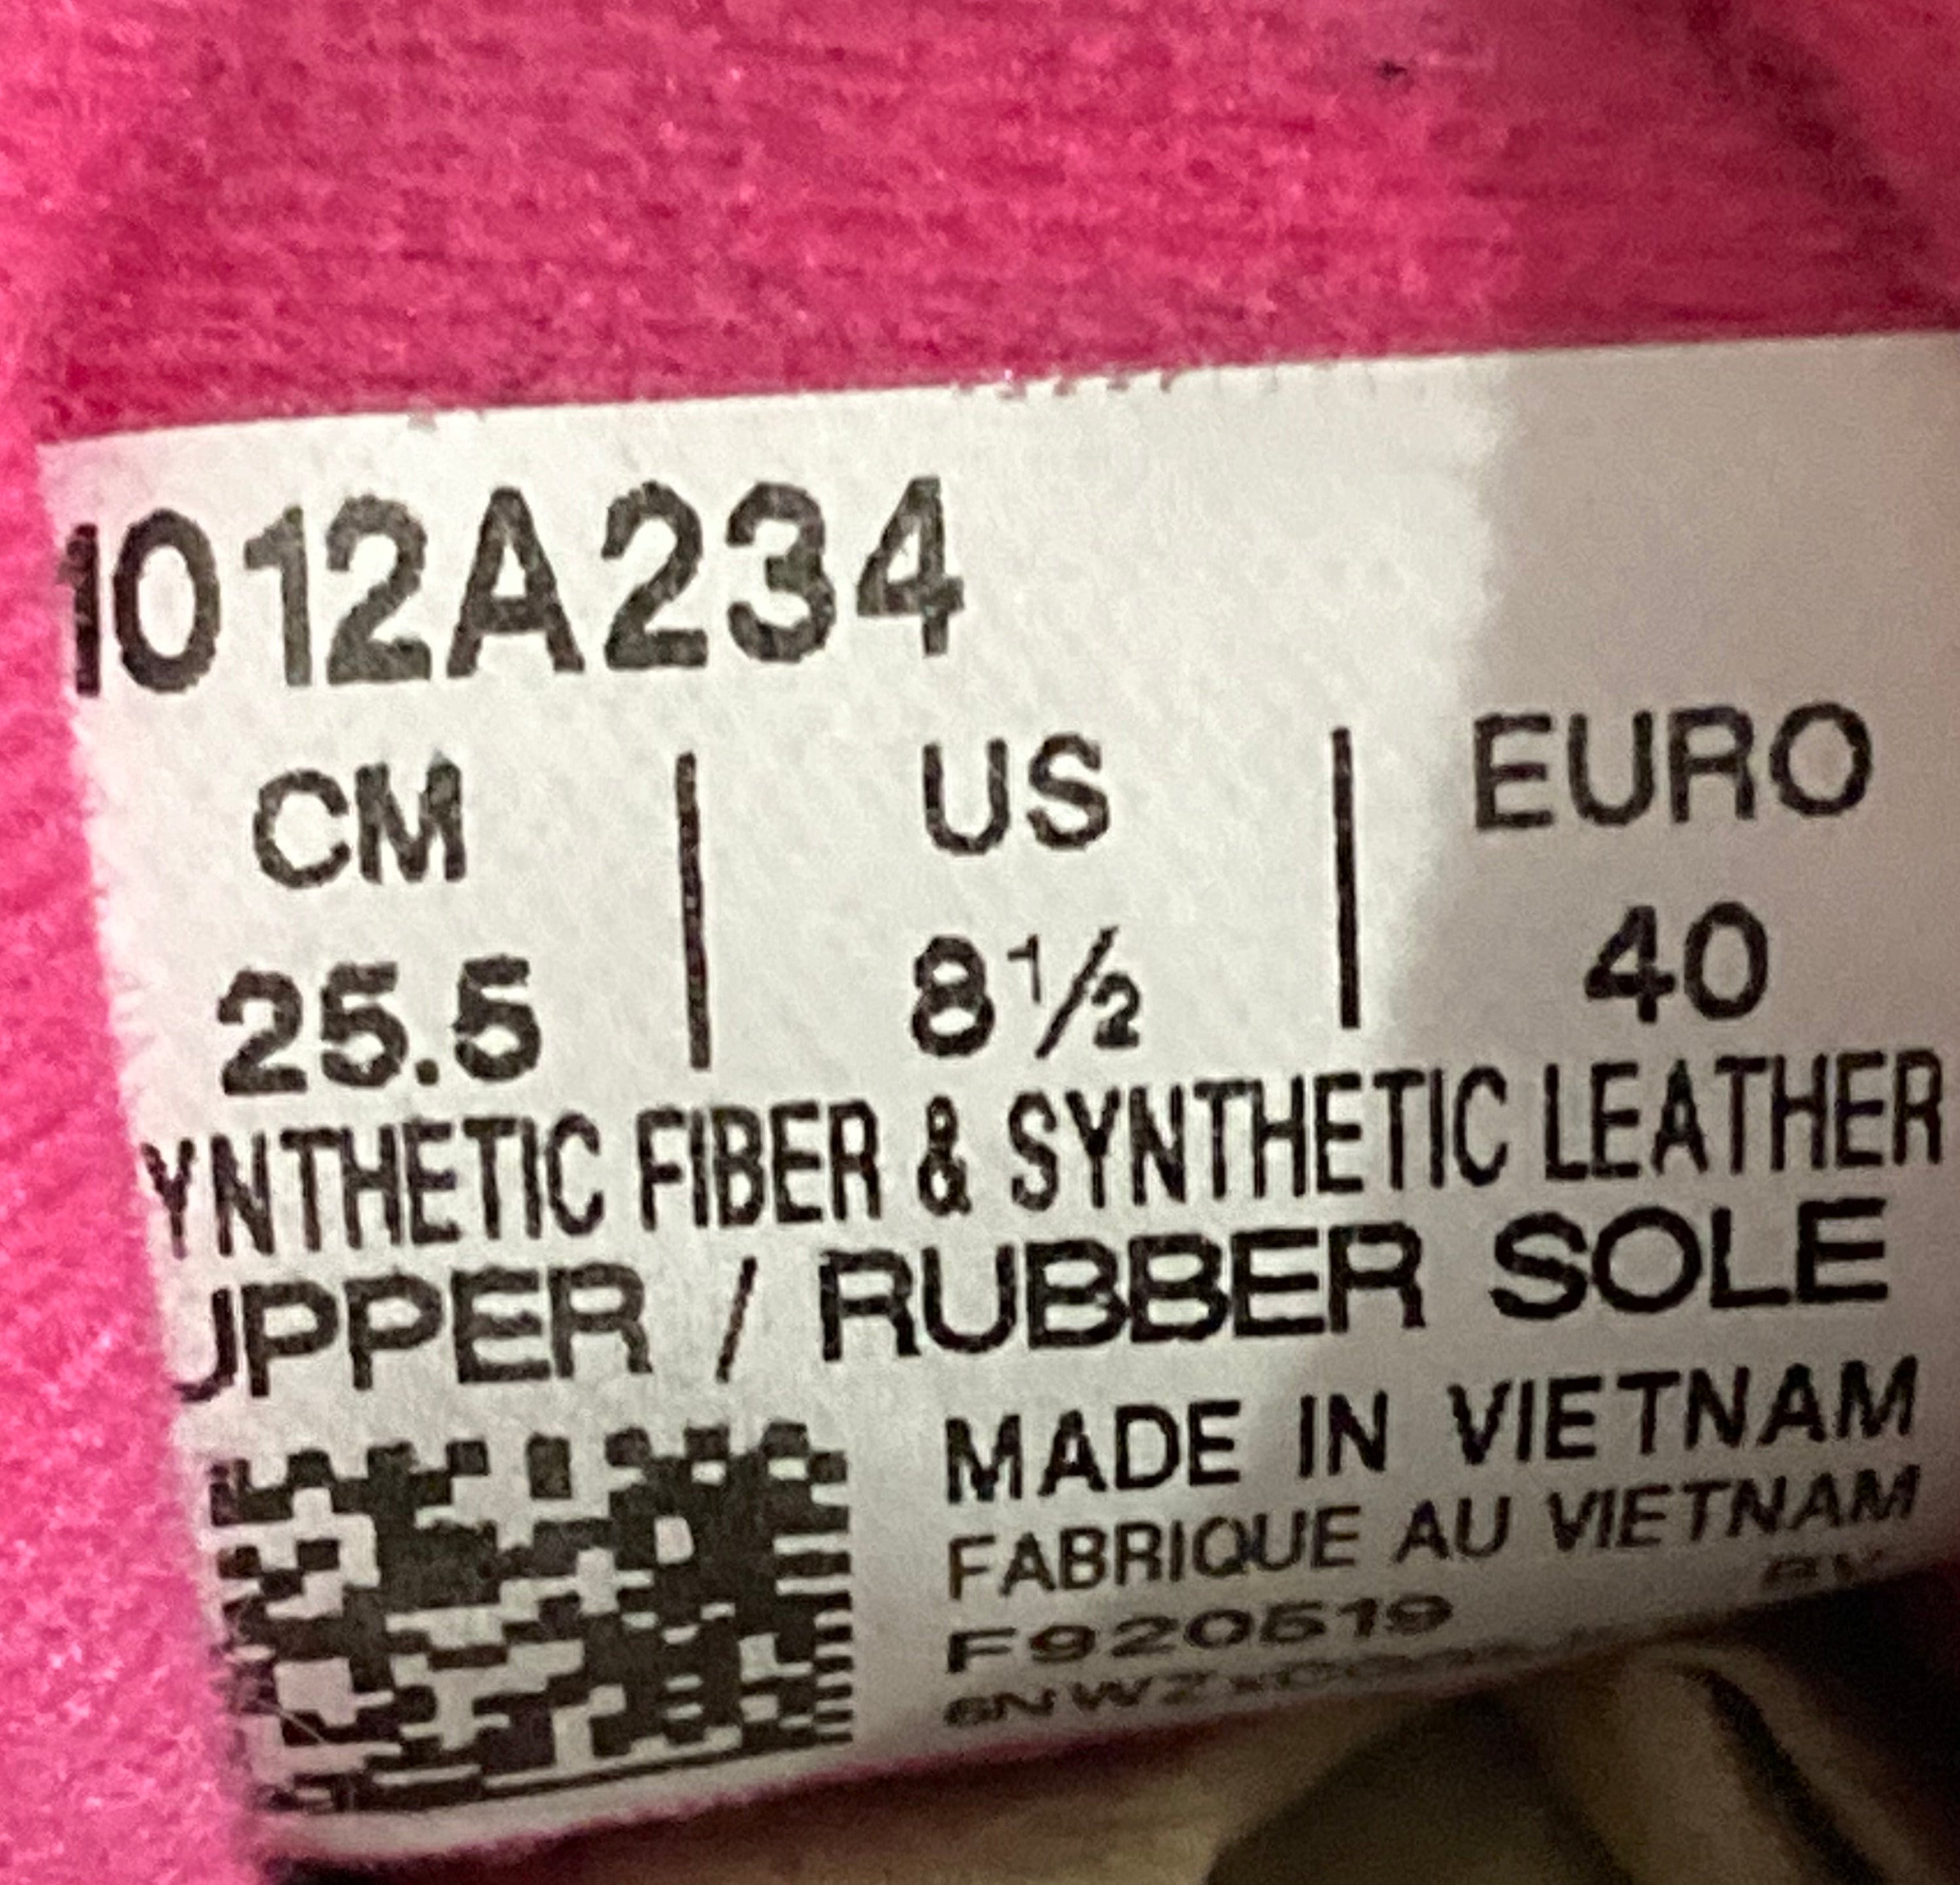 1012A234
CM | US | EURO
25.5 | 8½ | 40
YNTHETIC FIBER & SYNTHETIC LEATHER
UPPER / RUBBER SOLE
MADE IN VIETNAM
FABRIQUE AU VIETNAM
F920519